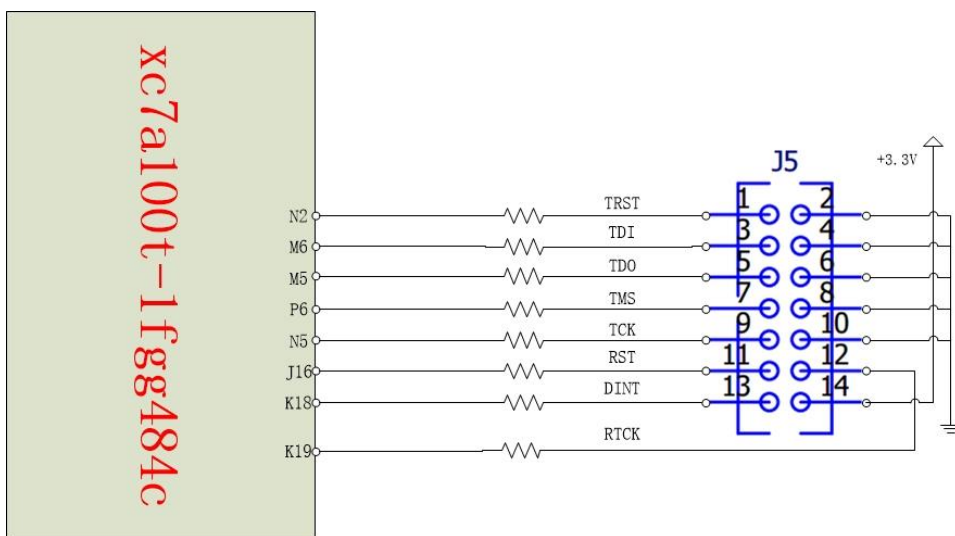 xc7a100t-1fgg484c
J5
+3.3V
N2 TRST 1 2
M6 TDI 3 4
M5 TDO 5 6
P6 TMS 7 8
N5 TCK 9 10
J16 RST 11 12
K18 DINT 13 14
K19 RTCK